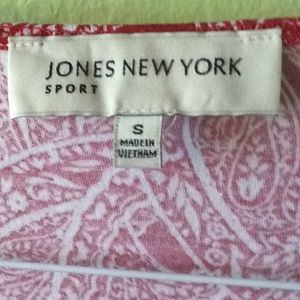 JONES NEW YORK
SPORT
S
MADE IN
VIETNAM